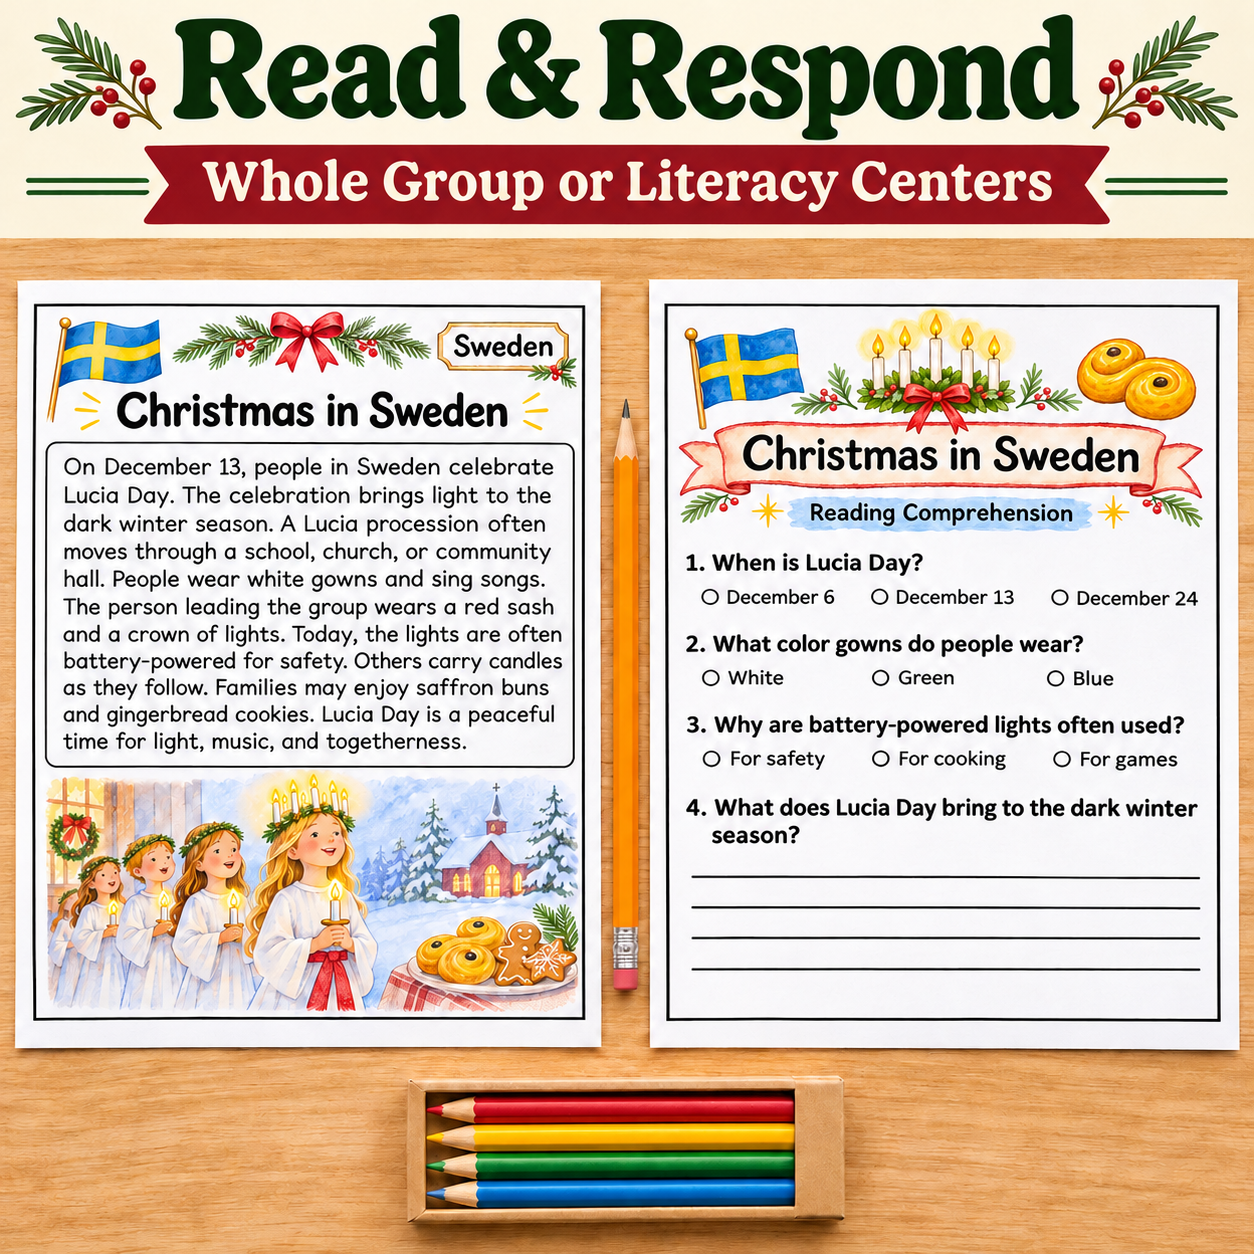 Read & Respond
Whole Group or Literacy Centers
Sweden
Christmas in Sweden
On December 13, people in Sweden celebrate
Lucia Day. The celebration brings light to the
dark winter season. A Lucia procession often
moves through a school, church, or community
hall. People wear white gowns and sing songs.
The person leading the group wears a red sash
and a crown of lights. Today, the lights are often
battery-powered for safety. Others carry candles
as they follow. Families may enjoy saffron buns
and gingerbread cookies. Lucia Day is a peaceful
time for light, music, and togetherness.
Christmas in Sweden
Reading Comprehension
1. When is Lucia Day?
December 6 December 13 December 24
2. What color gowns do people wear?
White Green Blue
3. Why are battery-powered lights often used?
For safety For cooking For games
4. What does Lucia Day bring to the dark winter
season?